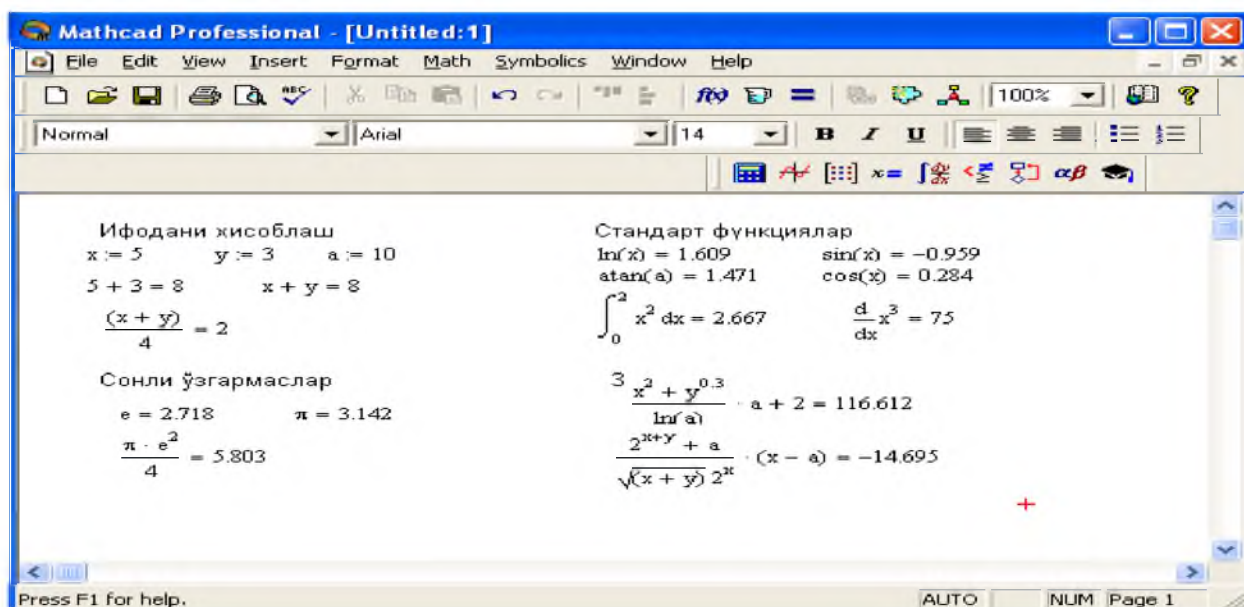 Mathcad Professional - [Untitled:1]
File Edit View Insert Format Math Symbolics Window Help
100%
Normal Arial 14 B I U
Ифодани хисоблаш
x := 5 y := 3 a := 10
5 + 3 = 8 x + y = 8
(x + y)/4 = 2
Сонли ўзгармаслар
e = 2.718 π = 3.142
π · e^2/4 = 5.803
Стандарт функциялар
ln(x) = 1.609 sin(x) = −0.959
atan(a) = 1.471 cos(x) = 0.284
∫_0^2 x^2 dx = 2.667 d/dx x^3 = 75
3 (x^2 + y^0.3)/ln(a) · a + 2 = 116.612
(2^(x+y) + a)/(√(x + y) 2^x) · (x − a) = −14.695
Press F1 for help. AUTO NUM Page 1